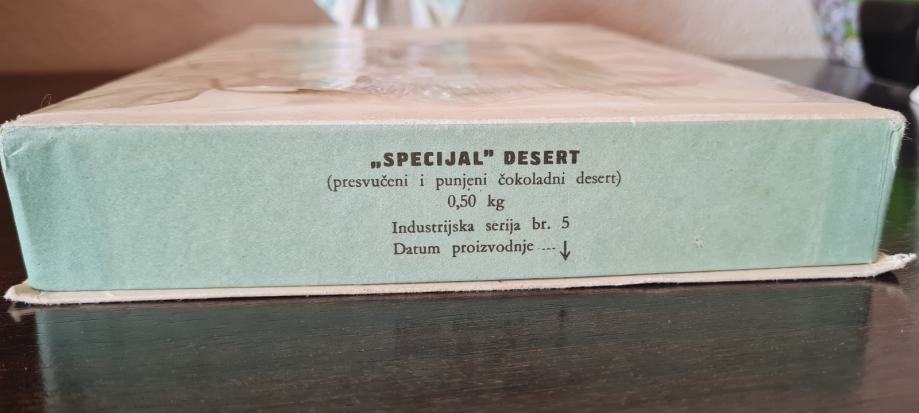 „SPECIJAL” DESERT
(presvučeni i punjeni čokoladni desert)
0,50 kg
Industrijska serija br. 5
Datum proizvodnje --- ↓